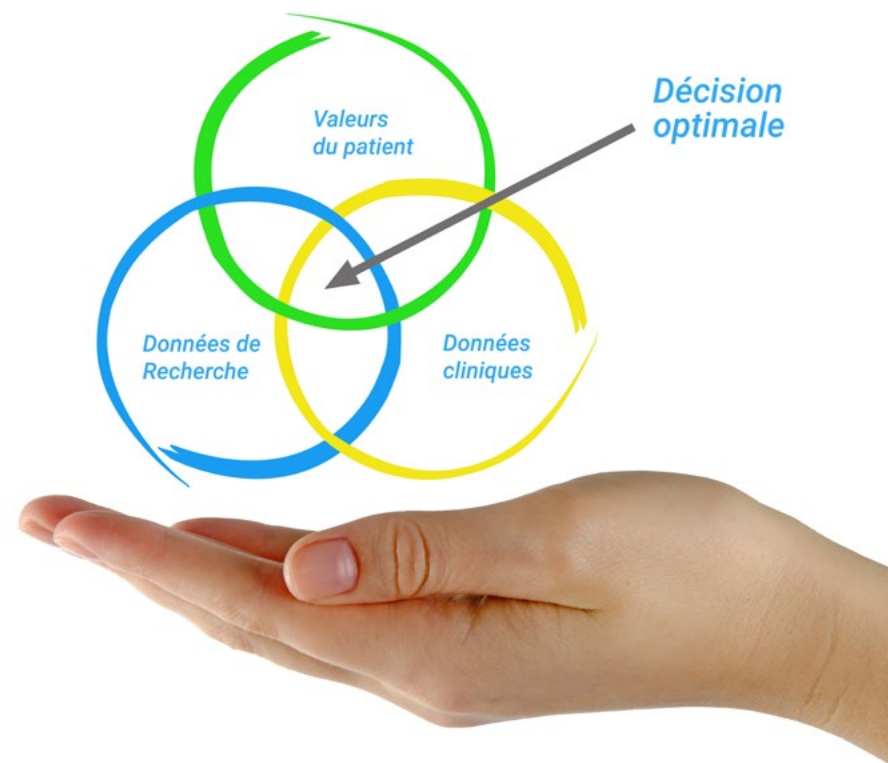 Valeurs
du patient
Décision
optimale
Données de
Recherche
Données
cliniques